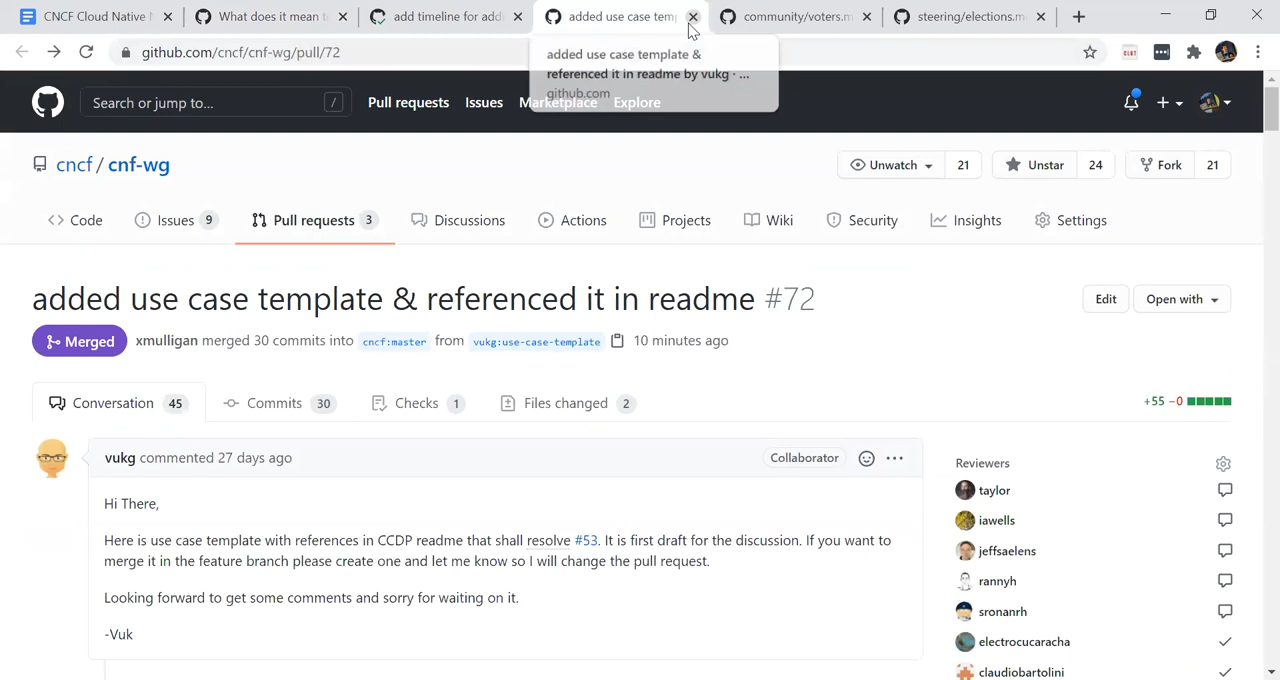 CNCF Cloud Native
What does it mean t
add timeline for add
added use case temp
community/voters.m
steering/elections.m
github.com/cncf/cnf-wg/pull/72
added use case template &
referenced it in readme by vukg · ...
github.com
Search or jump to...
/
Pull requests
Issues
Marketplace
Explore
cncf / cnf-wg
Unwatch
21
Unstar
24
Fork
21
Code
Issues 9
Pull requests 3
Discussions
Actions
Projects
Wiki
Security
Insights
Settings
added use case template & referenced it in readme #72
Edit
Open with
Merged
xmulligan merged 30 commits into cncf:master from vukg:use-case-template 10 minutes ago
Conversation 45
Commits 30
Checks 1
Files changed 2
+55 −0
vukg commented 27 days ago
Collaborator
Hi There,
Here is use case template with references in CCDP readme that shall resolve #53. It is first draft for the discussion. If you want to
merge it in the feature branch please create one and let me know so I will change the pull request.
Looking forward to get some comments and sorry for waiting on it.
-Vuk
Reviewers
taylor
iawells
jeffsaelens
rannyh
sronanrh
electrocucaracha
claudiobartolini